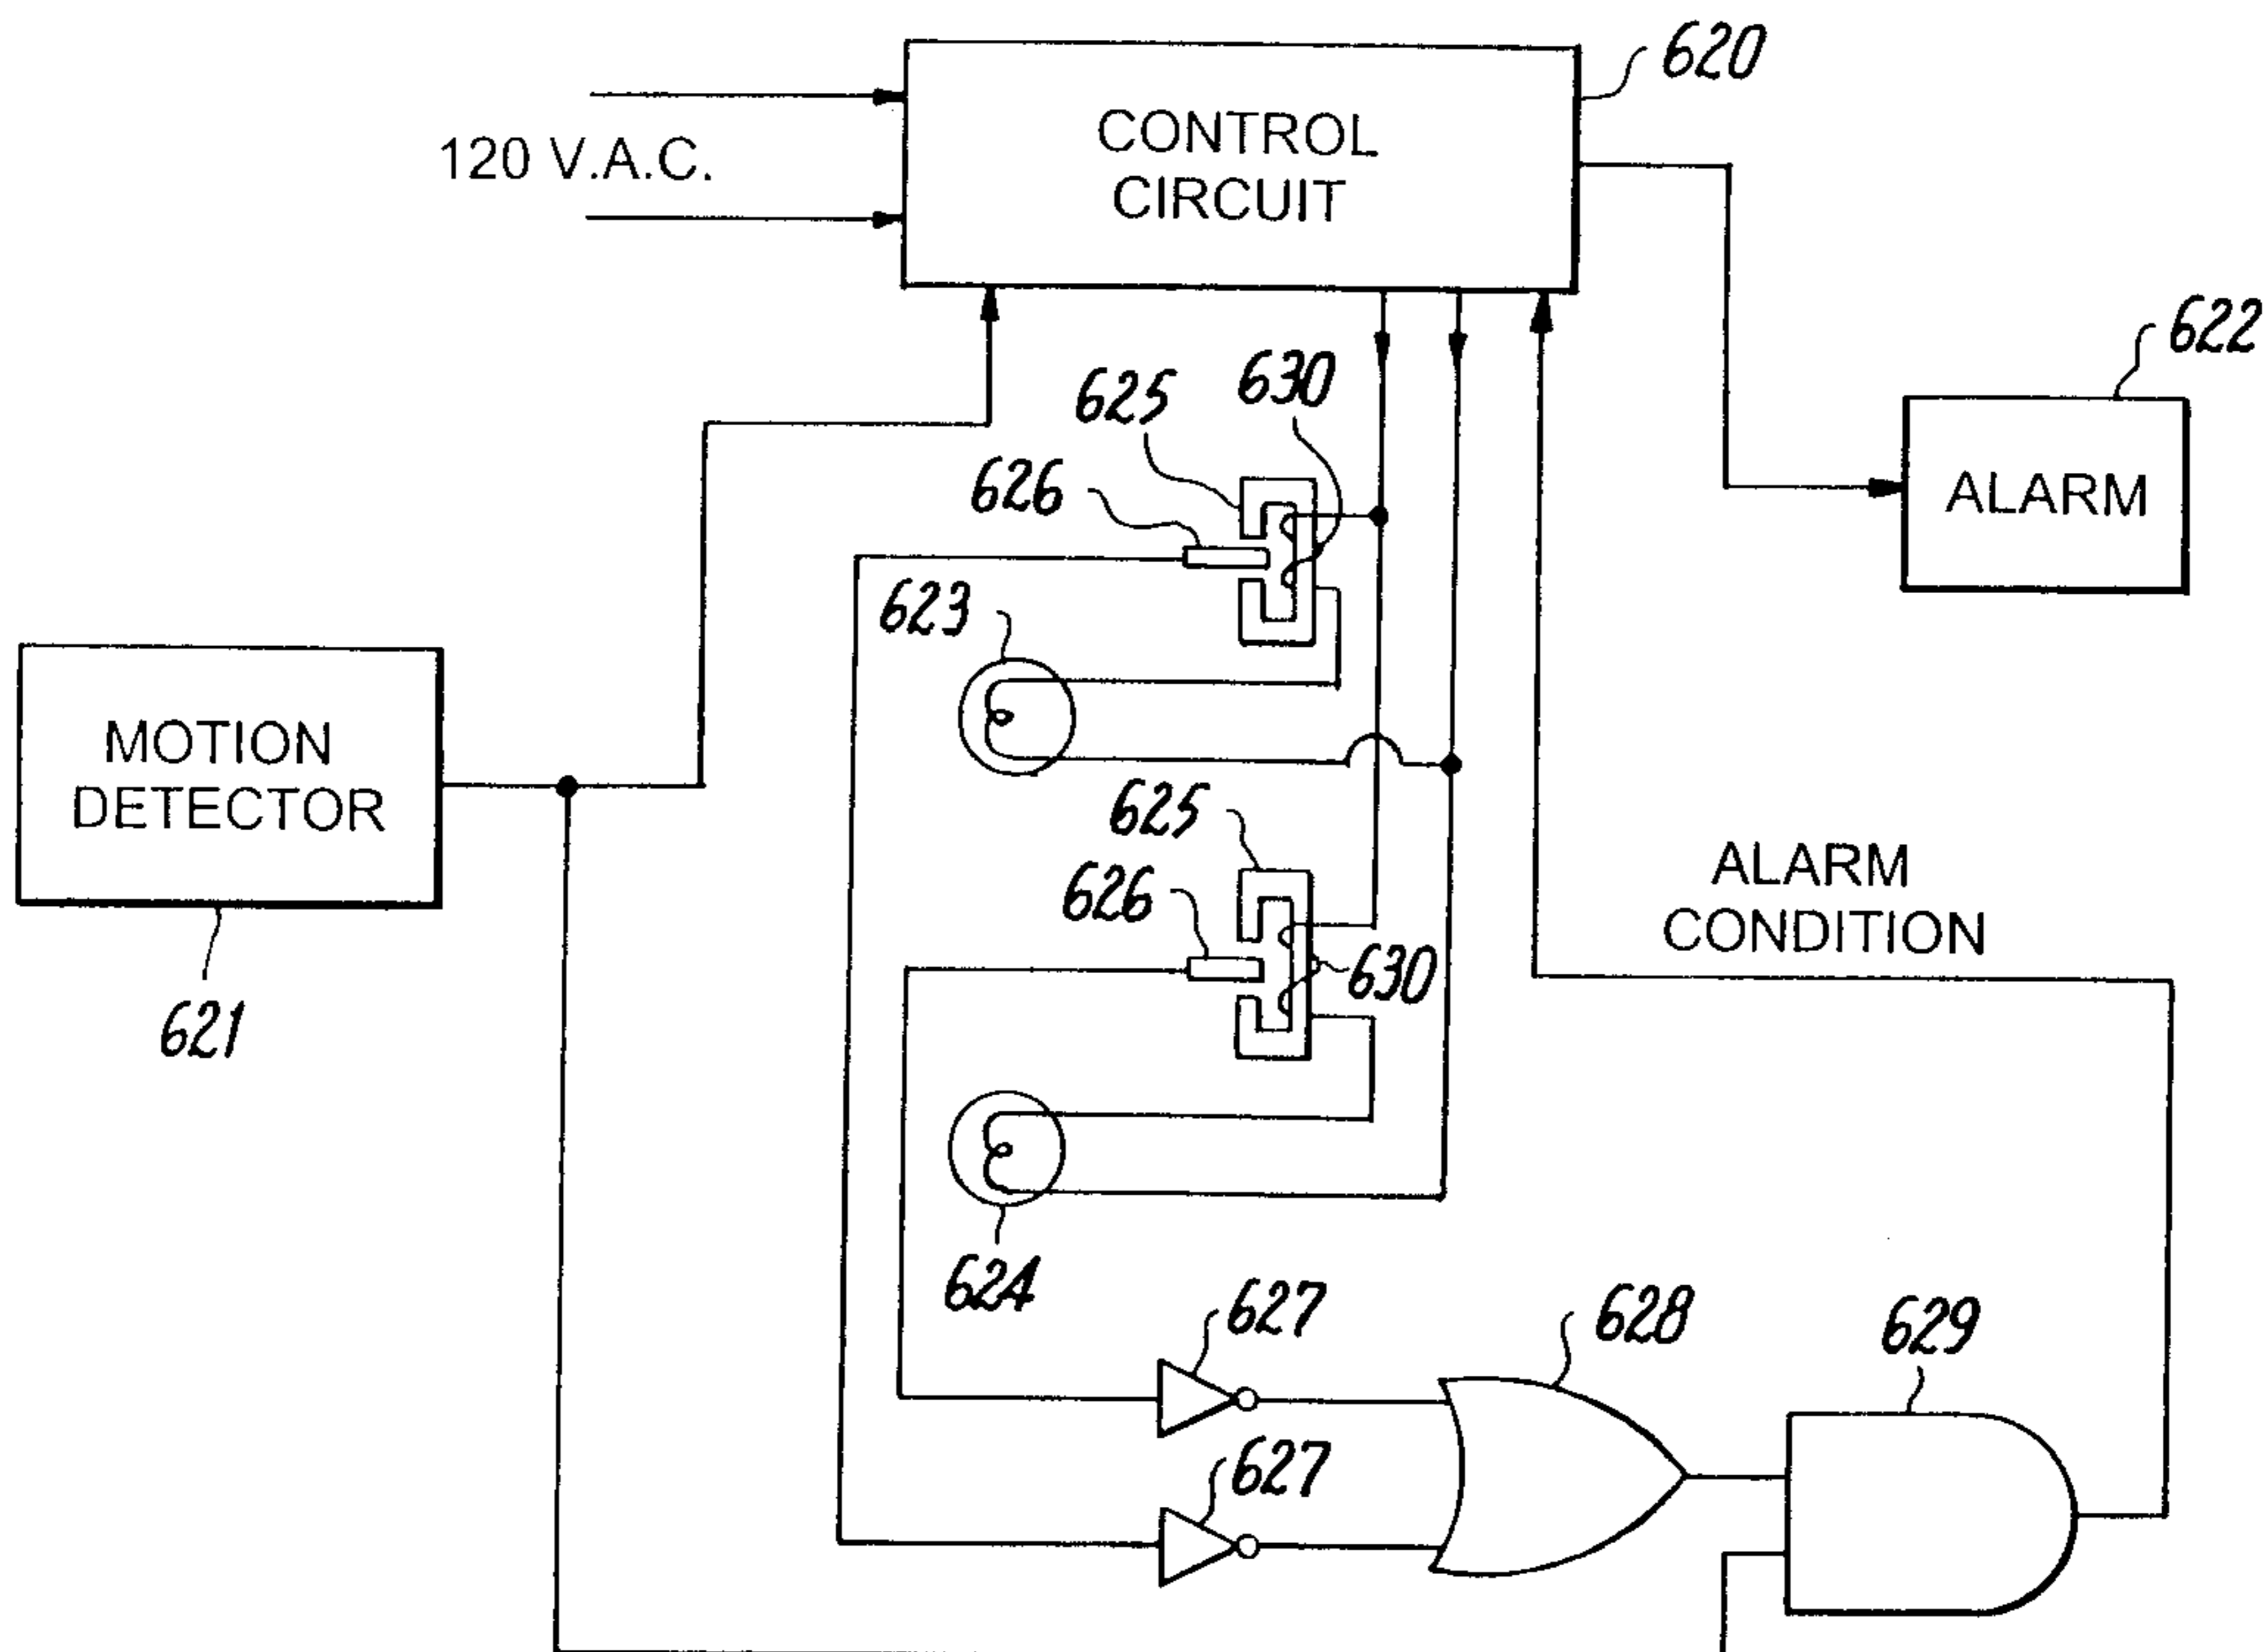 620
CONTROL
CIRCUIT
120 V.A.C.
622
630
625
626
ALARM
623
MOTION
DETECTOR
625
626
ALARM
CONDITION
630
621
624
627
628
629
627